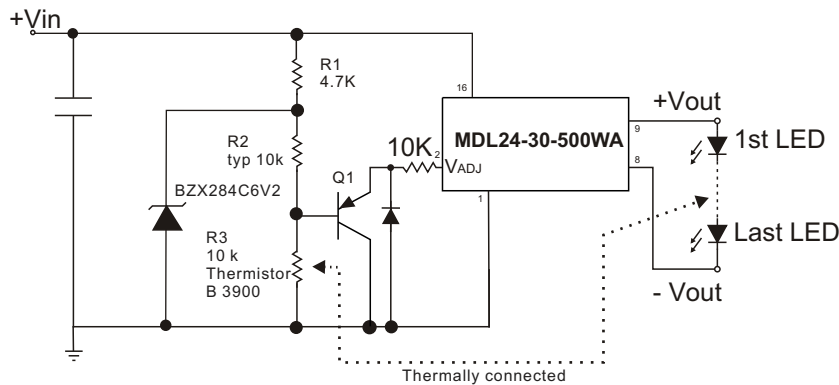 +Vin
R1
4.7K
16
+Vout
R2
typ 10k
10K
2
VADJ
MDL24-30-500WA
9
8
1st LED
BZX284C6V2
Q1
1
R3
10 k
Thermistor
B 3900
Last LED
- Vout
Thermally connected